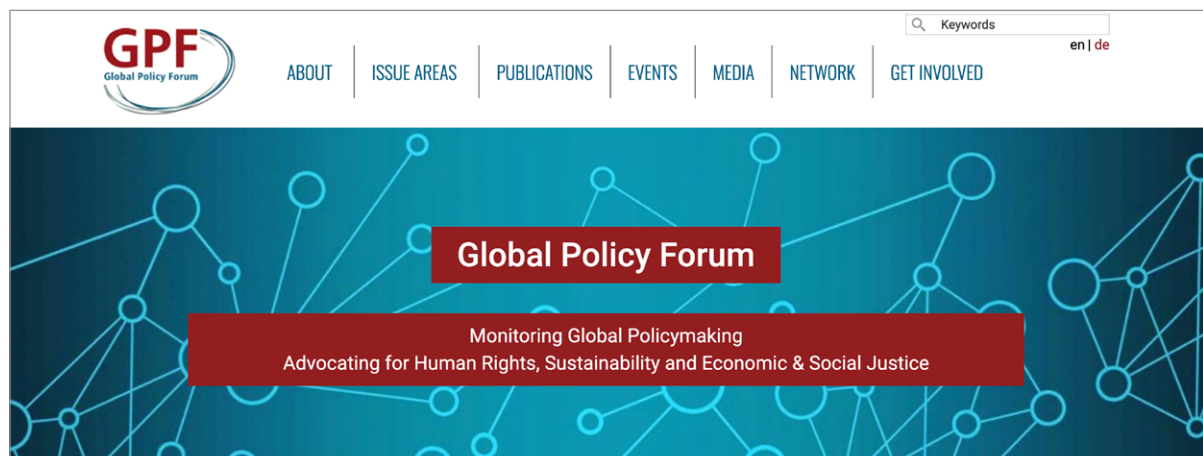 GPF
Global Policy Forum
Keywords
en | de
ABOUT
ISSUE AREAS
PUBLICATIONS
EVENTS
MEDIA
NETWORK
GET INVOLVED
Global Policy Forum
Monitoring Global Policymaking
Advocating for Human Rights, Sustainability and Economic & Social Justice